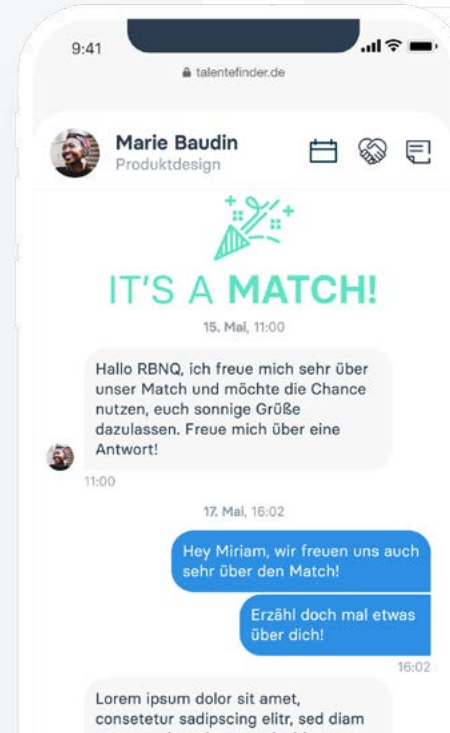 9:41
talentefinder.de
Marie Baudin
Produktdesign
IT'S A MATCH!
15. Mai, 11:00
Hallo RBNQ, ich freue mich sehr über
unser Match und möchte die Chance
nutzen, euch sonnige Grüße
dazulassen. Freue mich über eine
Antwort!
11:00
17. Mai, 16:02
Hey Miriam, wir freuen uns auch
sehr über den Match!
Erzähl doch mal etwas
über dich!
16:02
Lorem ipsum dolor sit amet,
consetetur sadipscing elitr, sed diam